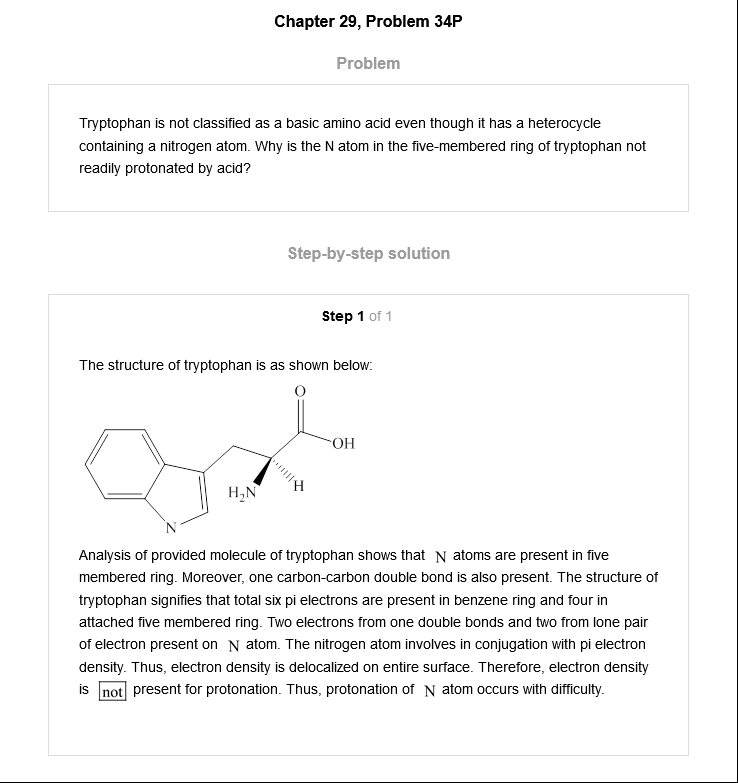 Chapter 29, Problem 34P
Problem
Tryptophan is not classified as a basic amino acid even though it has a heterocycle
containing a nitrogen atom. Why is the N atom in the five-membered ring of tryptophan not
readily protonated by acid?
Step-by-step solution
Step 1 of 1
The structure of tryptophan is as shown below:
O
OH
H₂N
H
N
Analysis of provided molecule of tryptophan shows that N atoms are present in five
membered ring. Moreover, one carbon-carbon double bond is also present. The structure of
tryptophan signifies that total six pi electrons are present in benzene ring and four in
attached five membered ring. Two electrons from one double bonds and two from lone pair
of electron present on N atom. The nitrogen atom involves in conjugation with pi electron
density. Thus, electron density is delocalized on entire surface. Therefore, electron density
is not present for protonation. Thus, protonation of N atom occurs with difficulty.